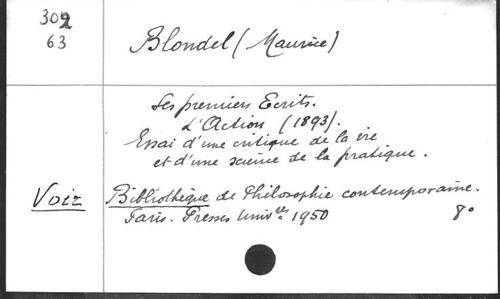 302
63
Blondel (Maurice)
Les premiers Ecrits.
L'Action (1893).
Essai d'une critique de la vie
et d'une science de la pratique.
Voir Bibliothèque de Philosophie contemporaine.
Paris. Presses Univ.res 1950 8°